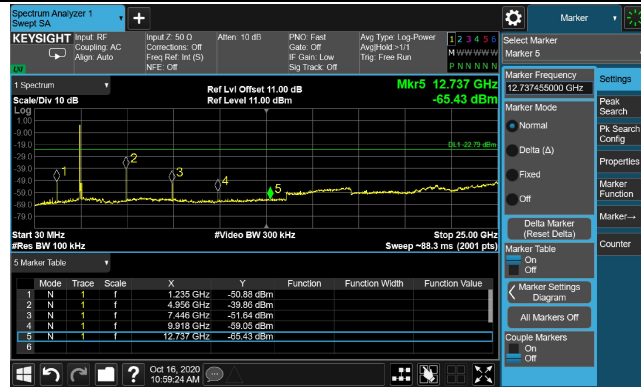 Spectrum Analyzer 1
Swept SA
Marker
KEYSIGHT
Input: RF
Coupling: AC
Align: Auto
Input Z: 50 Ω
Corrections: Off
Freq Ref: Int (S)
NFE: Off
Atten: 10 dB
PNO: Fast
Gate: Off
IF Gain: Low
Sig Track: Off
Avg Type: Log-Power
Avg|Hold:>1/1
Trig: Free Run
1 2 3 4 5 6
M W W W W W
P N N N N N
Select Marker
Marker 5
1 Spectrum
Scale/Div 10 dB
Ref Lvl Offset 11.00 dB
Ref Level 11.00 dBm
Mkr5 12.737 GHz
-65.43 dBm
Log
1.00
-9.00
-19.0
-29.0
-39.0
-49.0
-59.0
-69.0
-79.0
DL1 -22.79 dBm
1
2
3
4
5
Start 30 MHz
#Res BW 100 kHz
#Video BW 300 kHz
Stop 25.00 GHz
Sweep ~88.3 ms (2001 pts)
5 Marker Table
Mode Trace Scale X Y Function Function Width Function Value
1 N 1 f 1.235 GHz -50.88 dBm
2 N 1 f 4.956 GHz -39.86 dBm
3 N 1 f 7.446 GHz -51.64 dBm
4 N 1 f 9.918 GHz -59.05 dBm
5 N 1 f 12.737 GHz -65.43 dBm
6
Marker Frequency
12.737455000 GHz
Marker Mode
Normal
Delta (Δ)
Fixed
Off
Delta Marker
(Reset Delta)
Marker Table
On
Off
Marker Settings
Diagram
All Markers Off
Couple Markers
On
Off
Settings
Peak
Search
Pk Search
Config
Properties
Marker
Function
Marker→
Counter
Oct 16, 2020
10:59:24 AM